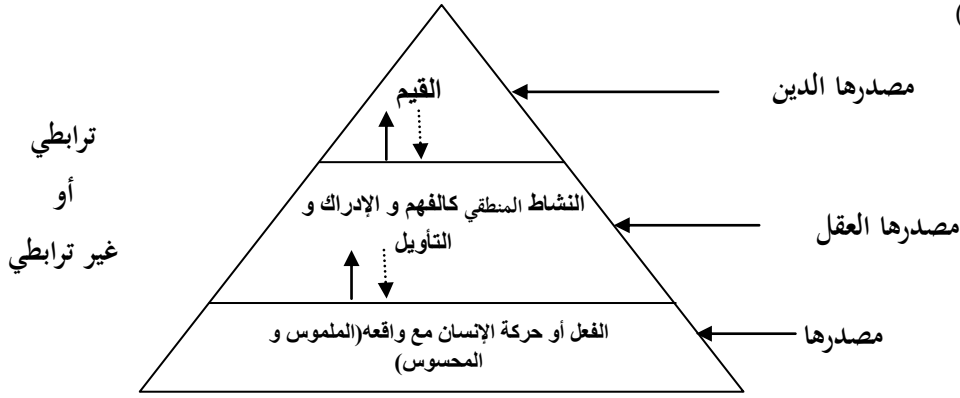 )
القيم
مصدرها الدين
ترابطي
أو
غير ترابطي
النشاط المنطقي كالفهم و الإدراك و
التأويل
مصدرها العقل
الفعل أو حركة الإنسان مع واقعه(الملموس و
المحسوس)
مصدرها